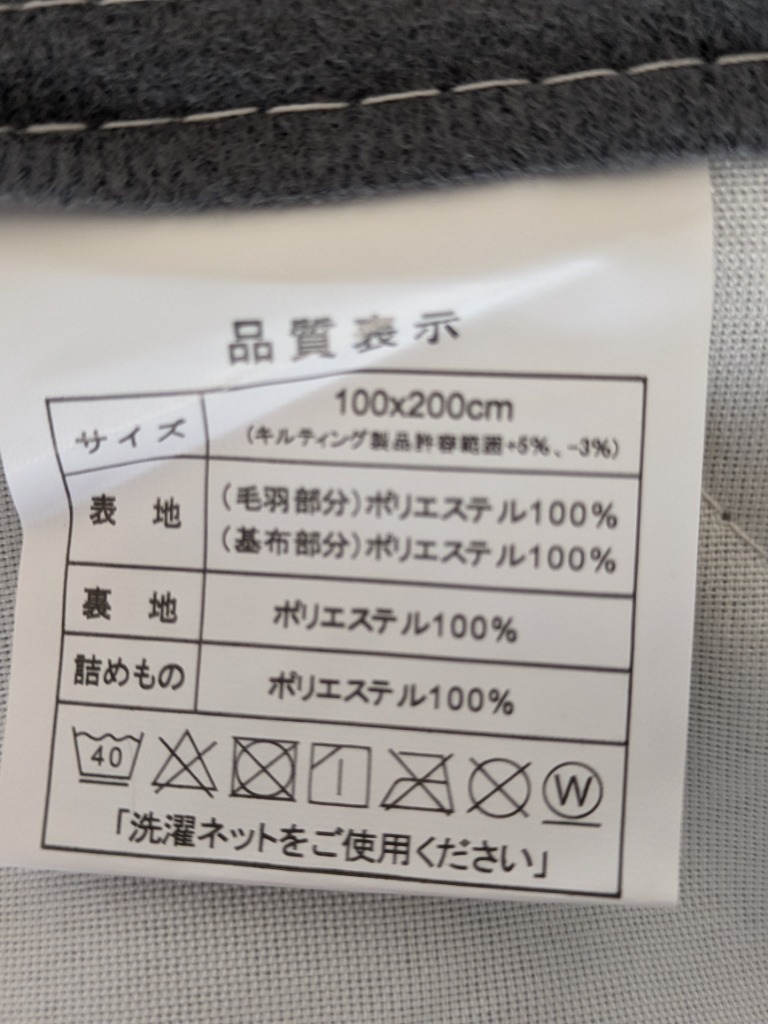 品質表示
サイズ
100x200cm
(キルティング製品許容範囲+5%、-3%)
表 地
(毛羽部分)ポリエステル100%
(基布部分)ポリエステル100%
裏 地
ポリエステル100%
詰めもの
ポリエステル100%
40
W
「洗濯ネットをご使用ください」